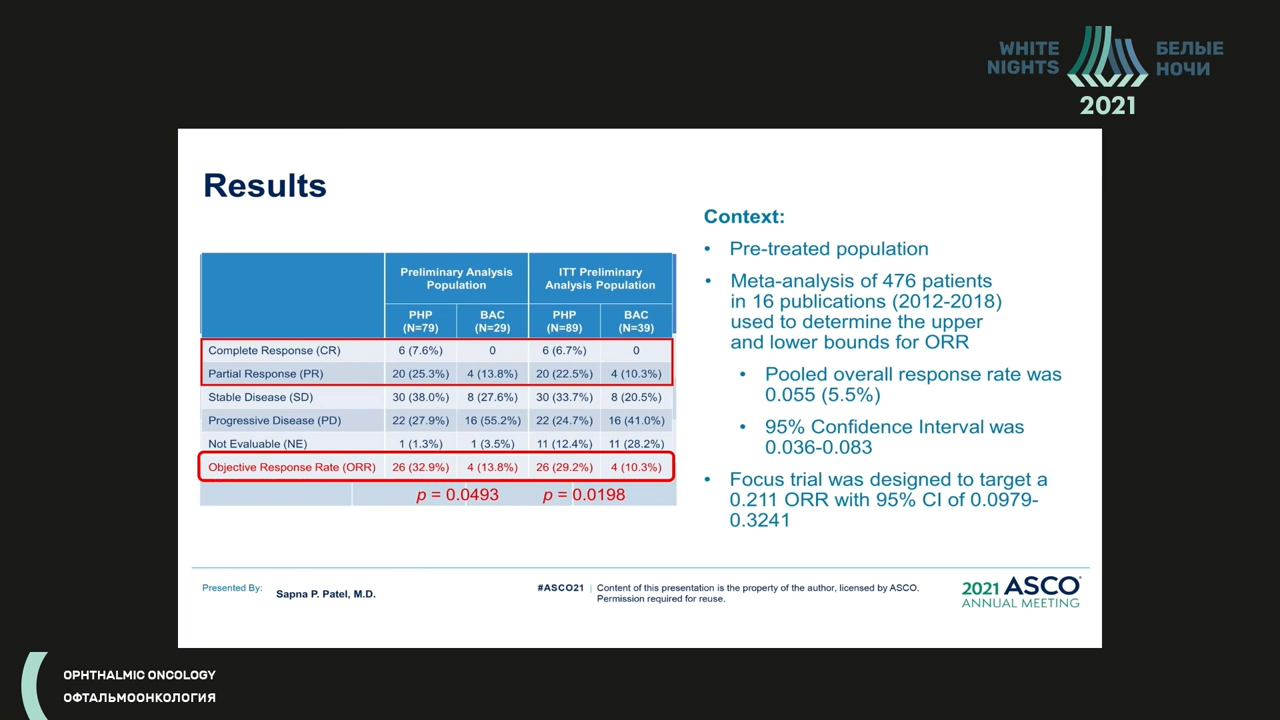 WHITE NIGHTS
БЕЛЫЕ НОЧИ
2021
Results
Preliminary Analysis Population
ITT Preliminary Analysis Population
PHP (N=79)
BAC (N=29)
PHP (N=89)
BAC (N=39)
Complete Response (CR) 6 (7.6%) 0 6 (6.7%) 0
Partial Response (PR) 20 (25.3%) 4 (13.8%) 20 (22.5%) 4 (10.3%)
Stable Disease (SD) 30 (38.0%) 8 (27.6%) 30 (33.7%) 8 (20.5%)
Progressive Disease (PD) 22 (27.9%) 16 (55.2%) 22 (24.7%) 16 (41.0%)
Not Evaluable (NE) 1 (1.3%) 1 (3.5%) 11 (12.4%) 11 (28.2%)
Objective Response Rate (ORR) 26 (32.9%) 4 (13.8%) 26 (29.2%) 4 (10.3%)
p = 0.0493 p = 0.0198
Context:
• Pre-treated population
• Meta-analysis of 476 patients
in 16 publications (2012-2018)
used to determine the upper
and lower bounds for ORR
• Pooled overall response rate was
0.055 (5.5%)
• 95% Confidence Interval was
0.036-0.083
• Focus trial was designed to target a
0.211 ORR with 95% CI of 0.0979-
0.3241
Presented By: Sapna P. Patel, M.D.
#ASCO21 | Content of this presentation is the property of the author, licensed by ASCO.
Permission required for reuse.
2021 ASCO®
ANNUAL MEETING
OPHTHALMIC ONCOLOGY
ОФТАЛЬМООНКОЛОГИЯ